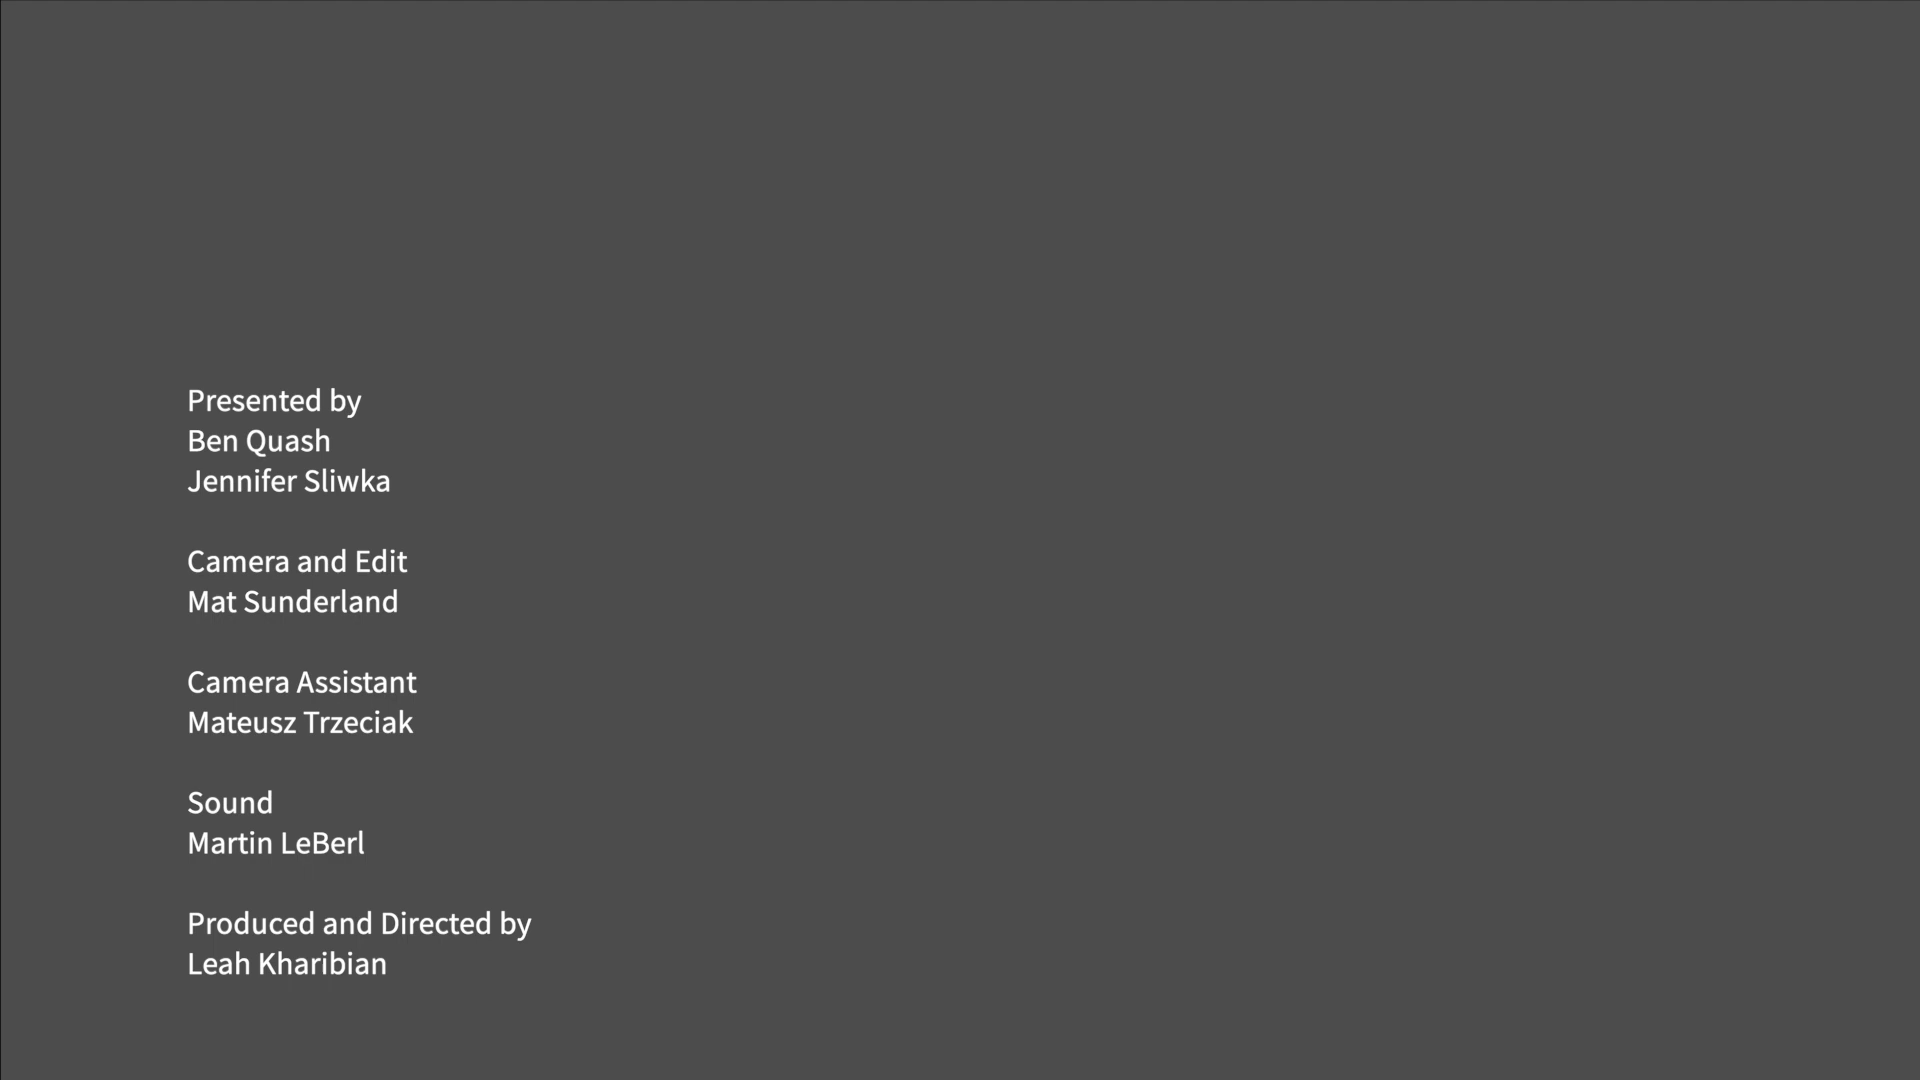 Presented by
Ben Quash
Jennifer Sliwka
Camera and Edit
Mat Sunderland
Camera Assistant
Mateusz Trzeciak
Sound
Martin LeBerl
Produced and Directed by
Leah Kharibian